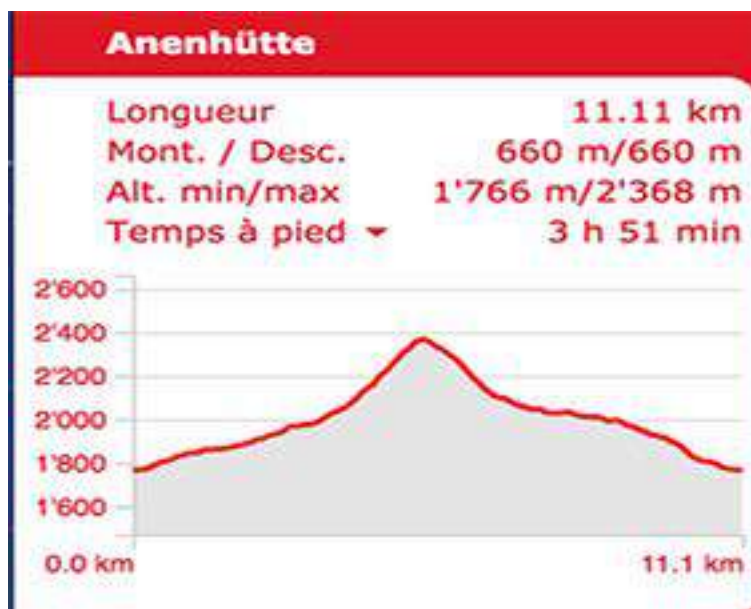 Anenhütte
Longueur 11.11 km
Mont. / Desc. 660 m/660 m
Alt. min/max 1'766 m/2'368 m
Temps à pied 3 h 51 min
2'600
2'400
2'200
2'000
1'800
1'600
0.0 km 11.1 km